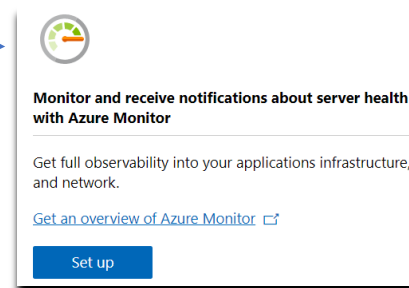 Monitor and receive notifications about server health
with Azure Monitor
Get full observability into your applications infrastructure,
and network.
Get an overview of Azure Monitor
Set up